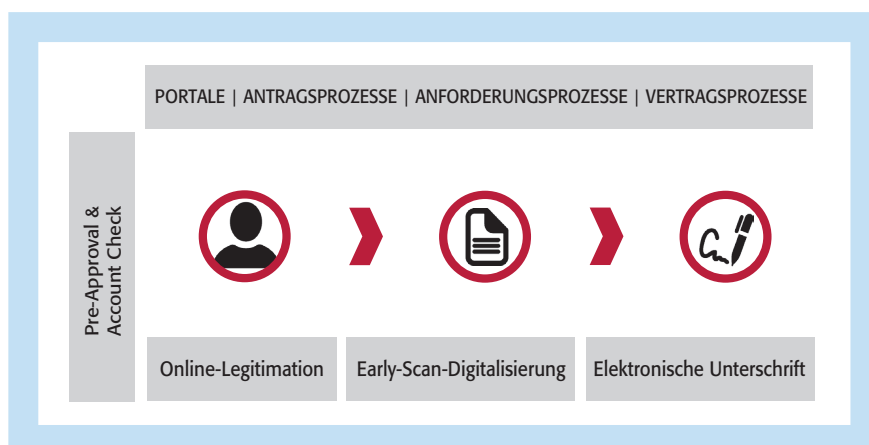 PORTALE | ANTRAGSPROZESSE | ANFORDERUNGSPROZESSE | VERTRAGSPROZESSE
Pre-Approval &
Account Check
Online-Legitimation
Early-Scan-Digitalisierung
Elektronische Unterschrift